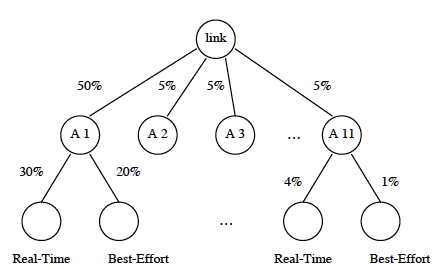 link
50% 5% 5% 5%
A 1 A 2 A 3 ... A 11
30% 20% 4% 1%
...
Real-Time Best-Effort Real-Time Best-Effort